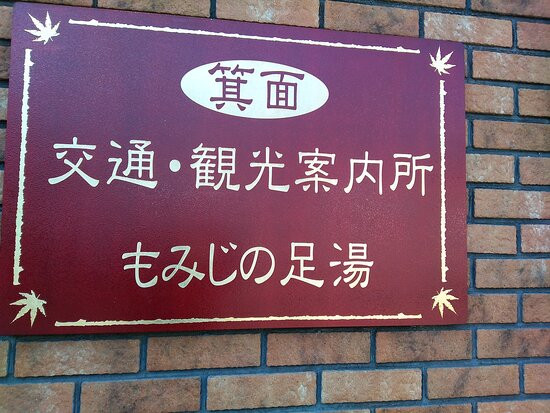 箕面
交通・観光案内所
もみじの足湯